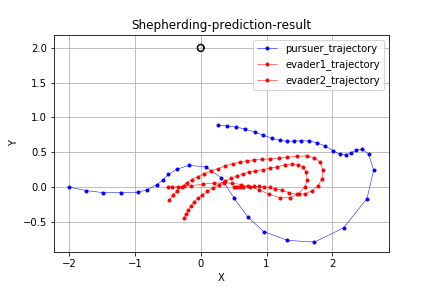 Shepherding-prediction-result
pursuer_trajectory
evader1_trajectory
evader2_trajectory
2.0
1.5
1.0
0.5
0.0
−0.5
Y
−2
−1
0
1
2
X